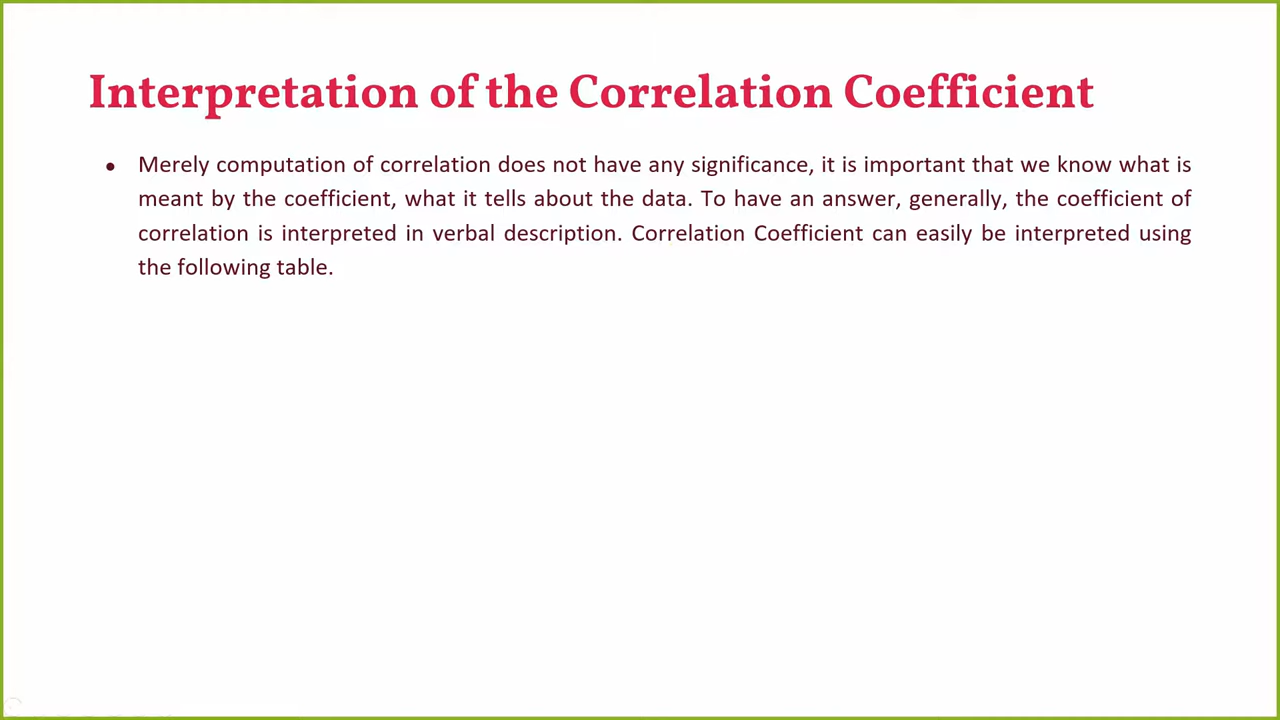 Interpretation of the Correlation Coefficient
• Merely computation of correlation does not have any significance, it is important that we know what is
meant by the coefficient, what it tells about the data. To have an answer, generally, the coefficient of
correlation is interpreted in verbal description. Correlation Coefficient can easily be interpreted using
the following table.